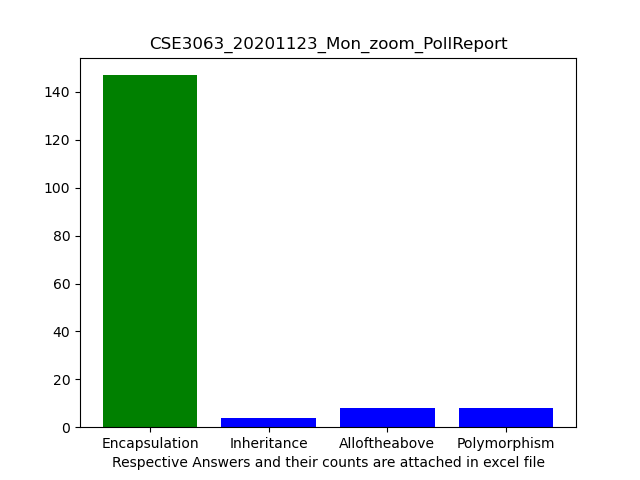 CSE3063_20201123_Mon_zoom_PollReport
140
120
100
80
60
40
20
0
Encapsulation Inheritance Alloftheabove Polymorphism
Respective Answers and their counts are attached in excel file